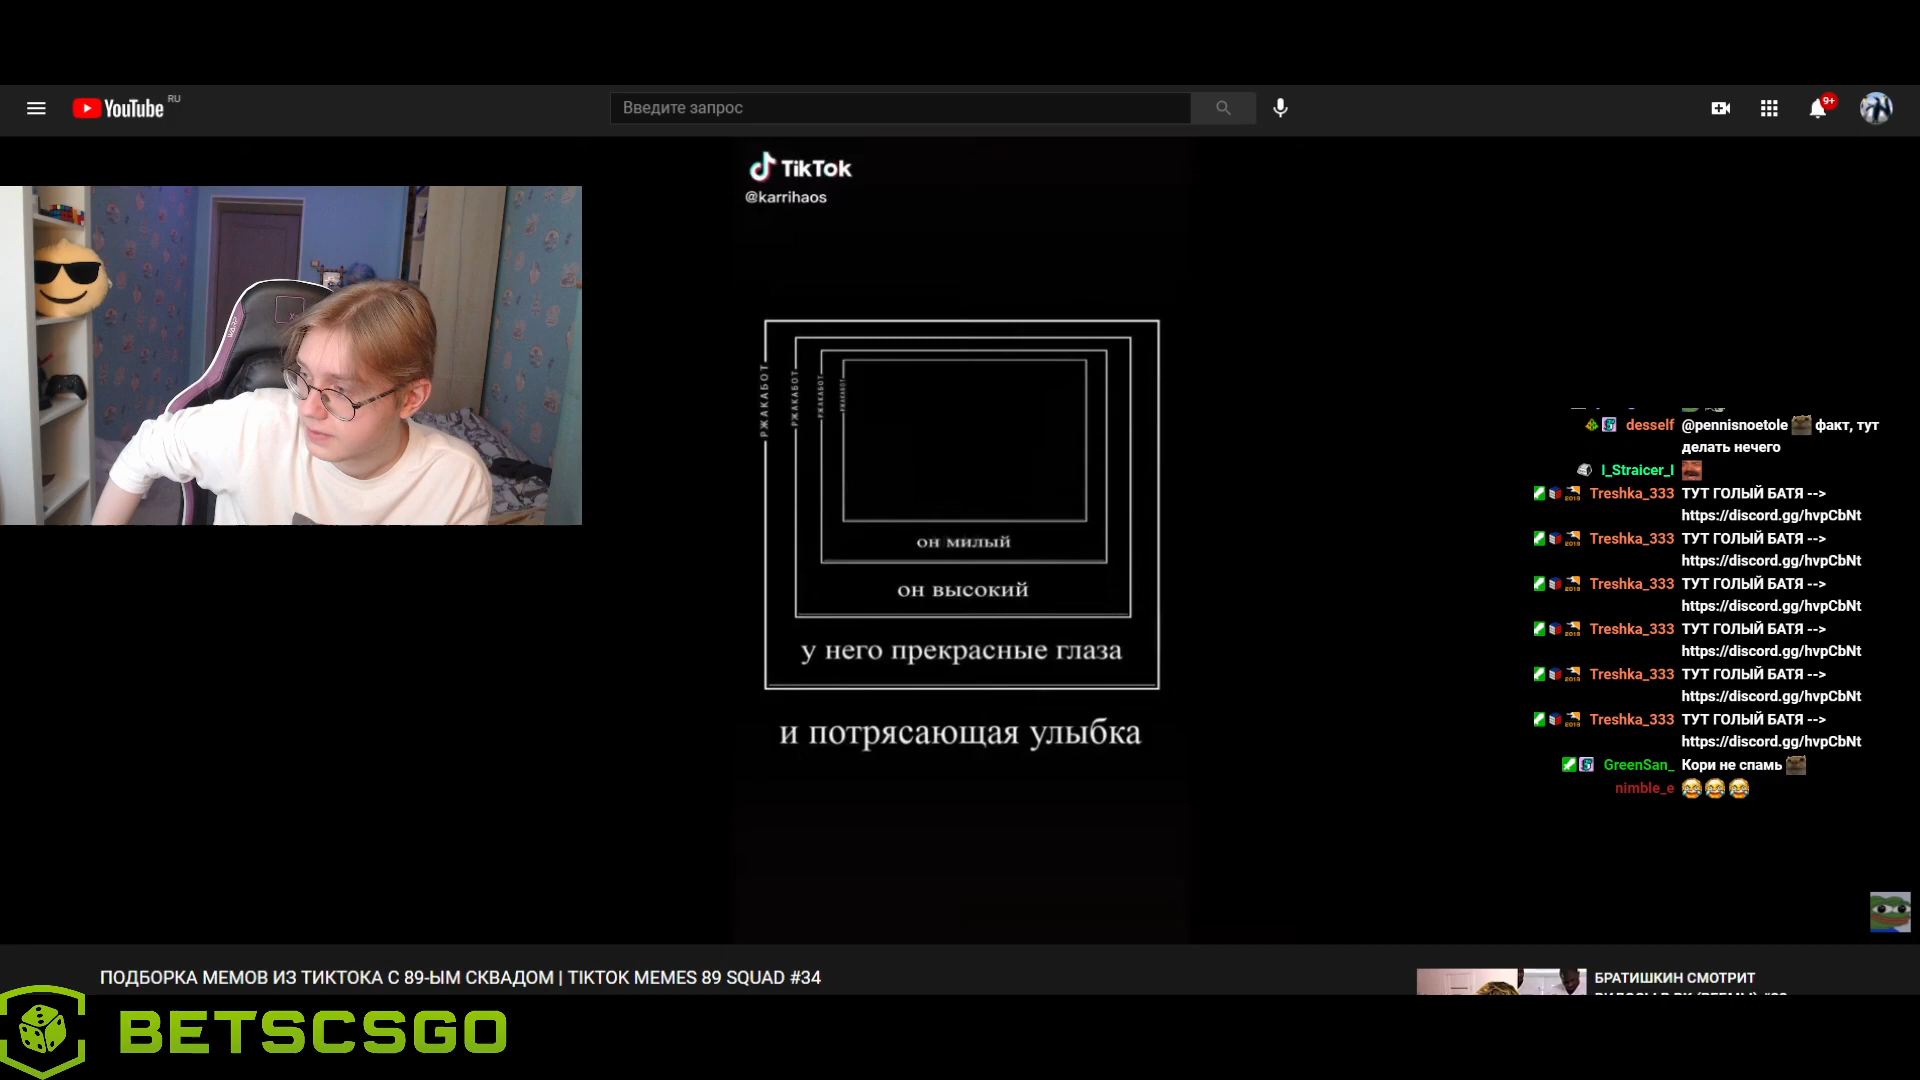 YouTube RU
Введите запрос
9+
TikTok
@karrihaos
РЖАКАБОТ
РЖАКАБОТ
РЖАКАБОТ
РЖАКАБОТ
он милый
он высокий
у него прекрасные глаза
и потрясающая улыбка
desself @pennisnoetole факт, тут
делать нечего
I_Straicer_I
Treshka_333 ТУТ ГОЛЫЙ БАТЯ -->
https://discord.gg/hvpCbNt
Treshka_333 ТУТ ГОЛЫЙ БАТЯ -->
https://discord.gg/hvpCbNt
Treshka_333 ТУТ ГОЛЫЙ БАТЯ -->
https://discord.gg/hvpCbNt
Treshka_333 ТУТ ГОЛЫЙ БАТЯ -->
https://discord.gg/hvpCbNt
Treshka_333 ТУТ ГОЛЫЙ БАТЯ -->
https://discord.gg/hvpCbNt
Treshka_333 ТУТ ГОЛЫЙ БАТЯ -->
https://discord.gg/hvpCbNt
GreenSan_ Кори не спамь
nimble_e
ПОДБОРКА МЕМОВ ИЗ ТИКТОКА С 89-ЫМ СКВАДОМ | TIKTOK MEMES 89 SQUAD #34
БРАТИШКИН СМОТРИТ
BETSCSGO